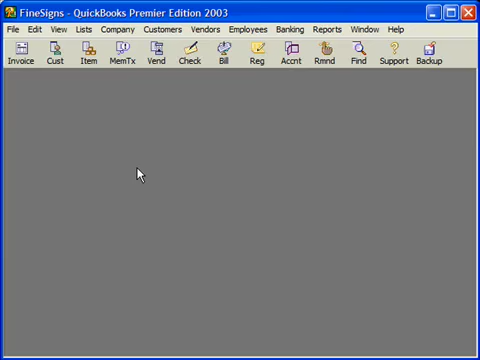 FineSigns - QuickBooks Premier Edition 2003
File Edit View Lists Company Customers Vendors Employees Banking Reports Window Help
Invoice Cust Item MemTx Vend Check Bill Reg Accnt Rmnd Find Support Backup